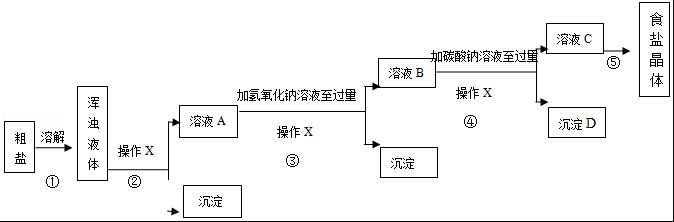 粗盐
溶解
①
浑浊液体
操作 X
②
溶液 A
沉淀
加氢氧化钠溶液至过量
操作 X
③
溶液 B
沉淀
加碳酸钠溶液至过量
操作 X
④
溶液 C
沉淀 D
⑤
食盐晶体